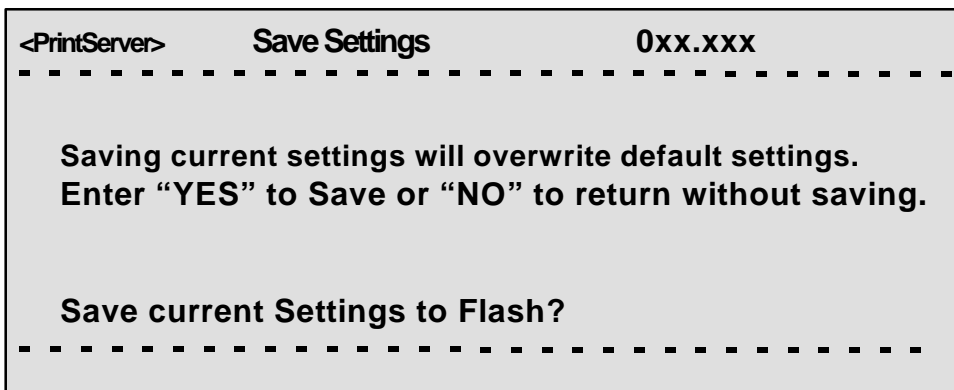 <PrintServer> Save Settings 0xx.xxx
Saving current settings will overwrite default settings.
Enter “YES” to Save or “NO” to return without saving.
Save current Settings to Flash?